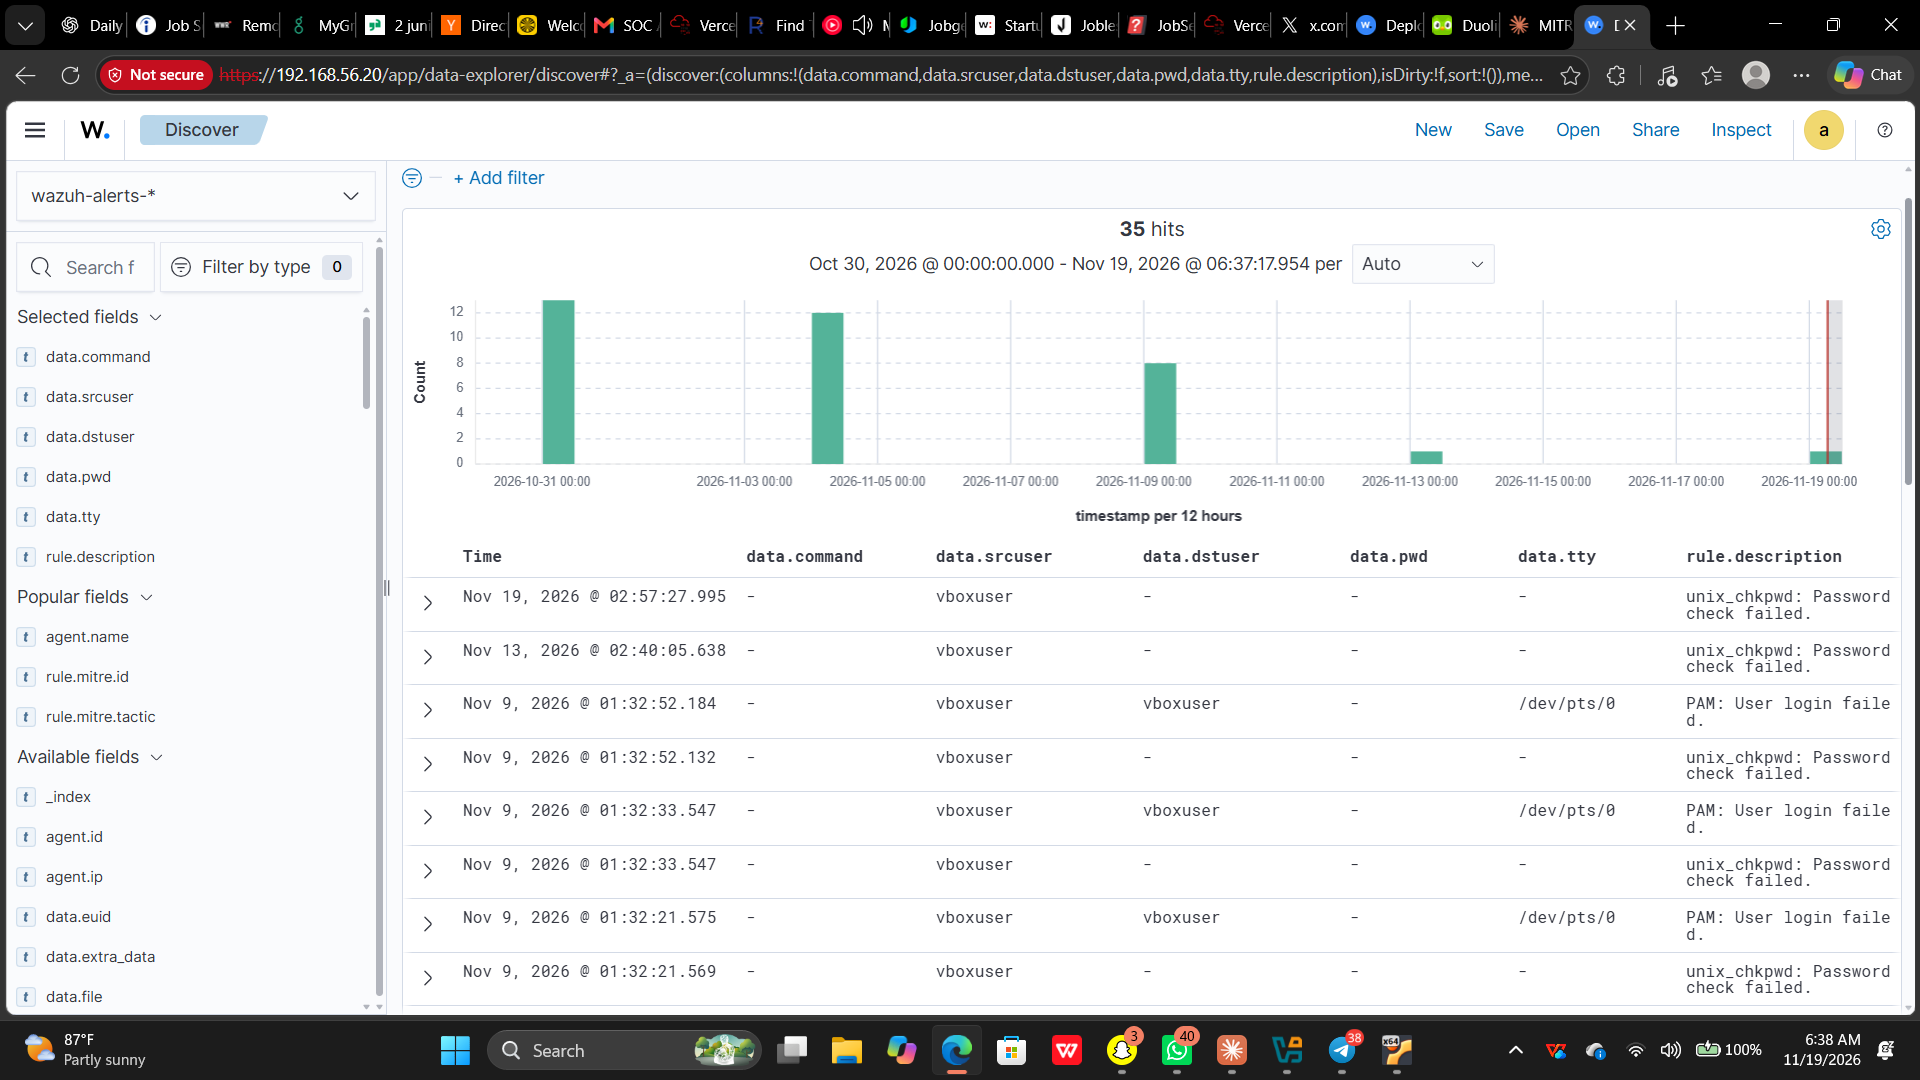 Daily
Job S
Remo
MyGr
2 juni
Direc
Welco
SOC
Verce
Find
Jobge
Startu
Joble
JobSe
Verce
x.com
Deplo
Duoli
MITR
Not secure
https://192.168.56.20/app/data-explorer/discover#?_a=(discover:(columns:!(data.command,data.srcuser,data.dstuser,data.pwd,data.tty,rule.description),isDirty:!f,sort:!()),me...
Chat
W.
Discover
New
Save
Open
Share
Inspect
a
wazuh-alerts-*
+ Add filter
Search f
Filter by type 0
Selected fields
t data.command
t data.srcuser
t data.dstuser
t data.pwd
t data.tty
t rule.description
Popular fields
t agent.name
t rule.mitre.id
t rule.mitre.tactic
Available fields
t _index
t agent.id
t agent.ip
t data.euid
t data.extra_data
t data.file
35 hits
Oct 30, 2026 @ 00:00:00.000 - Nov 19, 2026 @ 06:37:17.954 per Auto
Count
12
10
8
6
4
2
0
2026-10-31 00:00 2026-11-03 00:00 2026-11-05 00:00 2026-11-07 00:00 2026-11-09 00:00 2026-11-11 00:00 2026-11-13 00:00 2026-11-15 00:00 2026-11-17 00:00 2026-11-19 00:00
timestamp per 12 hours
Time data.command data.srcuser data.dstuser data.pwd data.tty rule.description
Nov 19, 2026 @ 02:57:27.995 - vboxuser - - - unix_chkpwd: Password
check failed.
Nov 13, 2026 @ 02:40:05.638 - vboxuser - - - unix_chkpwd: Password
check failed.
Nov 9, 2026 @ 01:32:52.184 - vboxuser vboxuser - /dev/pts/0 PAM: User login faile
d.
Nov 9, 2026 @ 01:32:52.132 - vboxuser - - - unix_chkpwd: Password
check failed.
Nov 9, 2026 @ 01:32:33.547 - vboxuser vboxuser - /dev/pts/0 PAM: User login faile
d.
Nov 9, 2026 @ 01:32:33.547 - vboxuser - - - unix_chkpwd: Password
check failed.
Nov 9, 2026 @ 01:32:21.575 - vboxuser vboxuser - /dev/pts/0 PAM: User login faile
d.
Nov 9, 2026 @ 01:32:21.569 - vboxuser - - - unix_chkpwd: Password
check failed.
87°F
Partly sunny
Search
3
40
38
x64
100%
6:38 AM
11/19/2026